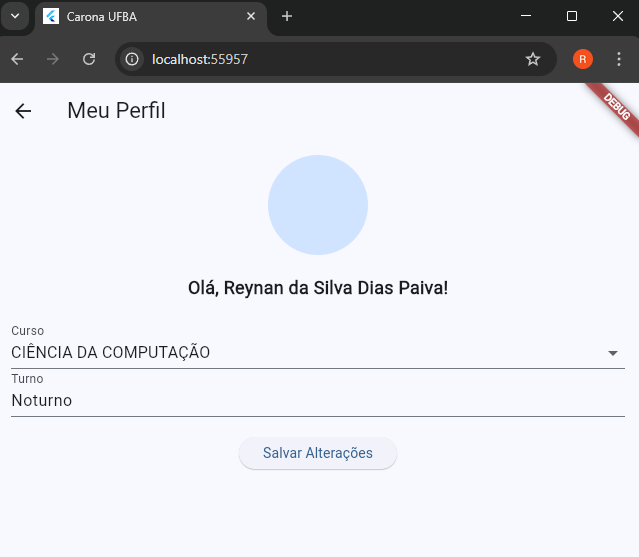 Carona UFBA
localhost:55957
R
Meu Perfil
DEBUG
Olá, Reynan da Silva Dias Paiva!
Curso
CIÊNCIA DA COMPUTAÇÃO
Turno
Noturno
Salvar Alterações